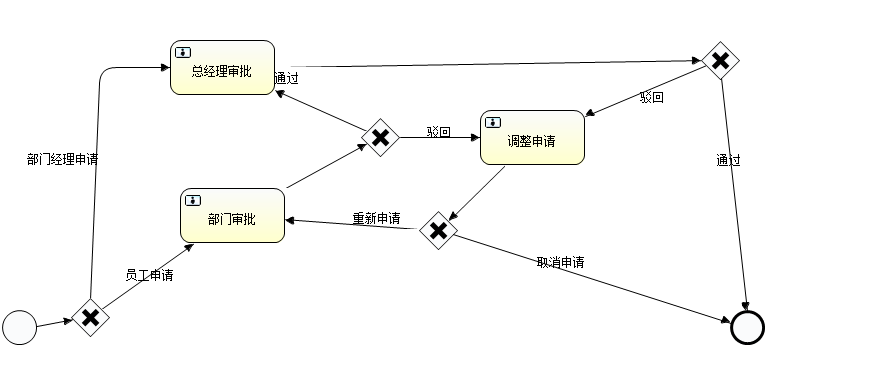 总经理审批
通过
驳回
驳回
调整申请
部门经理申请
通过
部门审批
重新申请
取消申请
员工申请